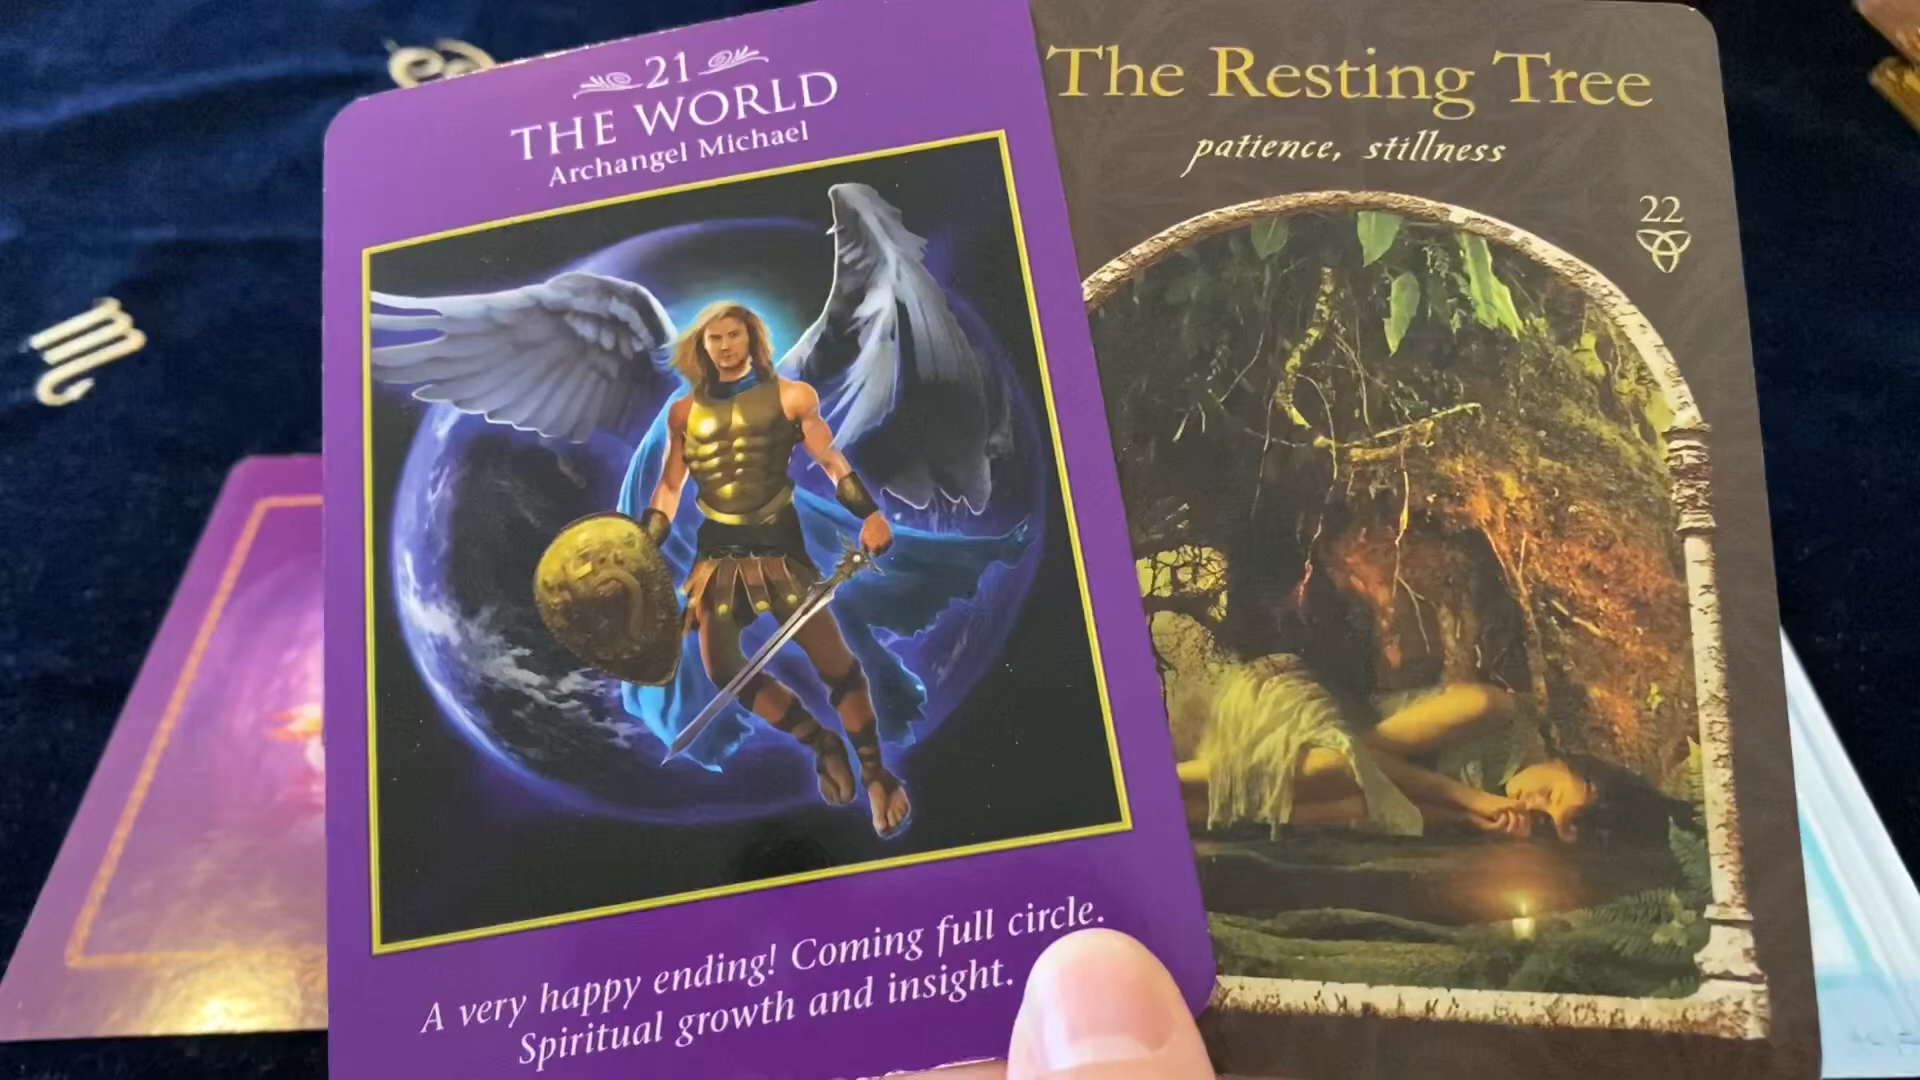 21
THE WORLD
Archangel Michael
A very happy ending! Coming full circle.
Spiritual growth and insight.
The Resting Tree
patience, stillness
22